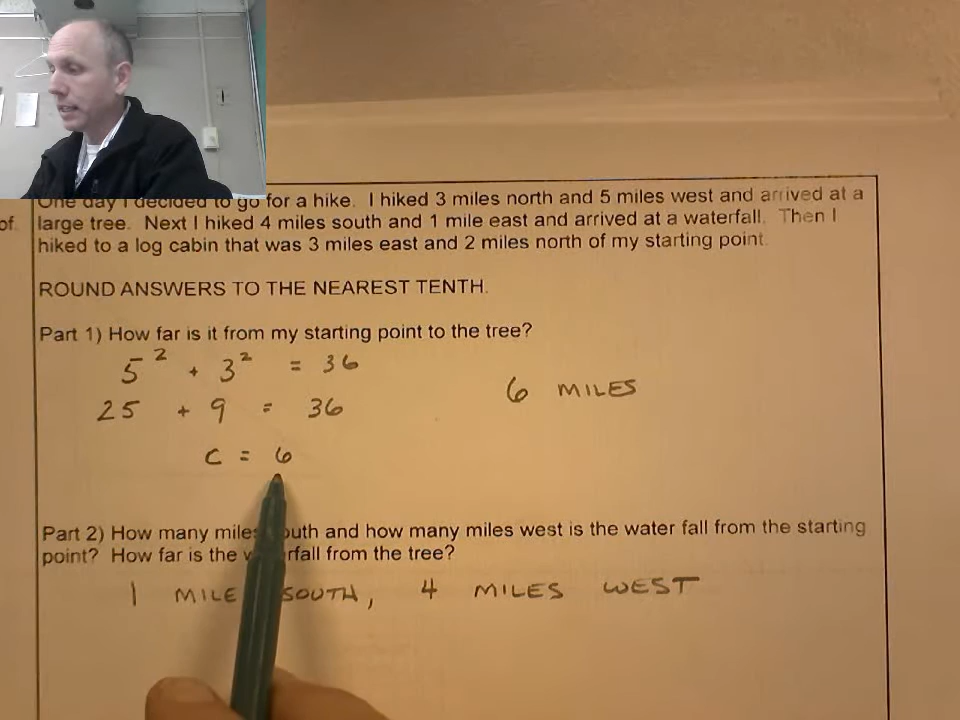 One day I decided to go for a hike. I hiked 3 miles north and 5 miles west and arrived at a
of. large tree. Next I hiked 4 miles south and 1 mile east and arrived at a waterfall. Then I
hiked to a log cabin that was 3 miles east and 2 miles north of my starting point.
ROUND ANSWERS TO THE NEAREST TENTH.
Part 1) How far is it from my starting point to the tree?
5² + 3² = 36
25 + 9 = 36
6 MILES
C = 6
Part 2) How many miles south and how many miles west is the water fall from the starting
point? How far is the waterfall from the tree?
1 MILE SOUTH, 4 MILES WEST